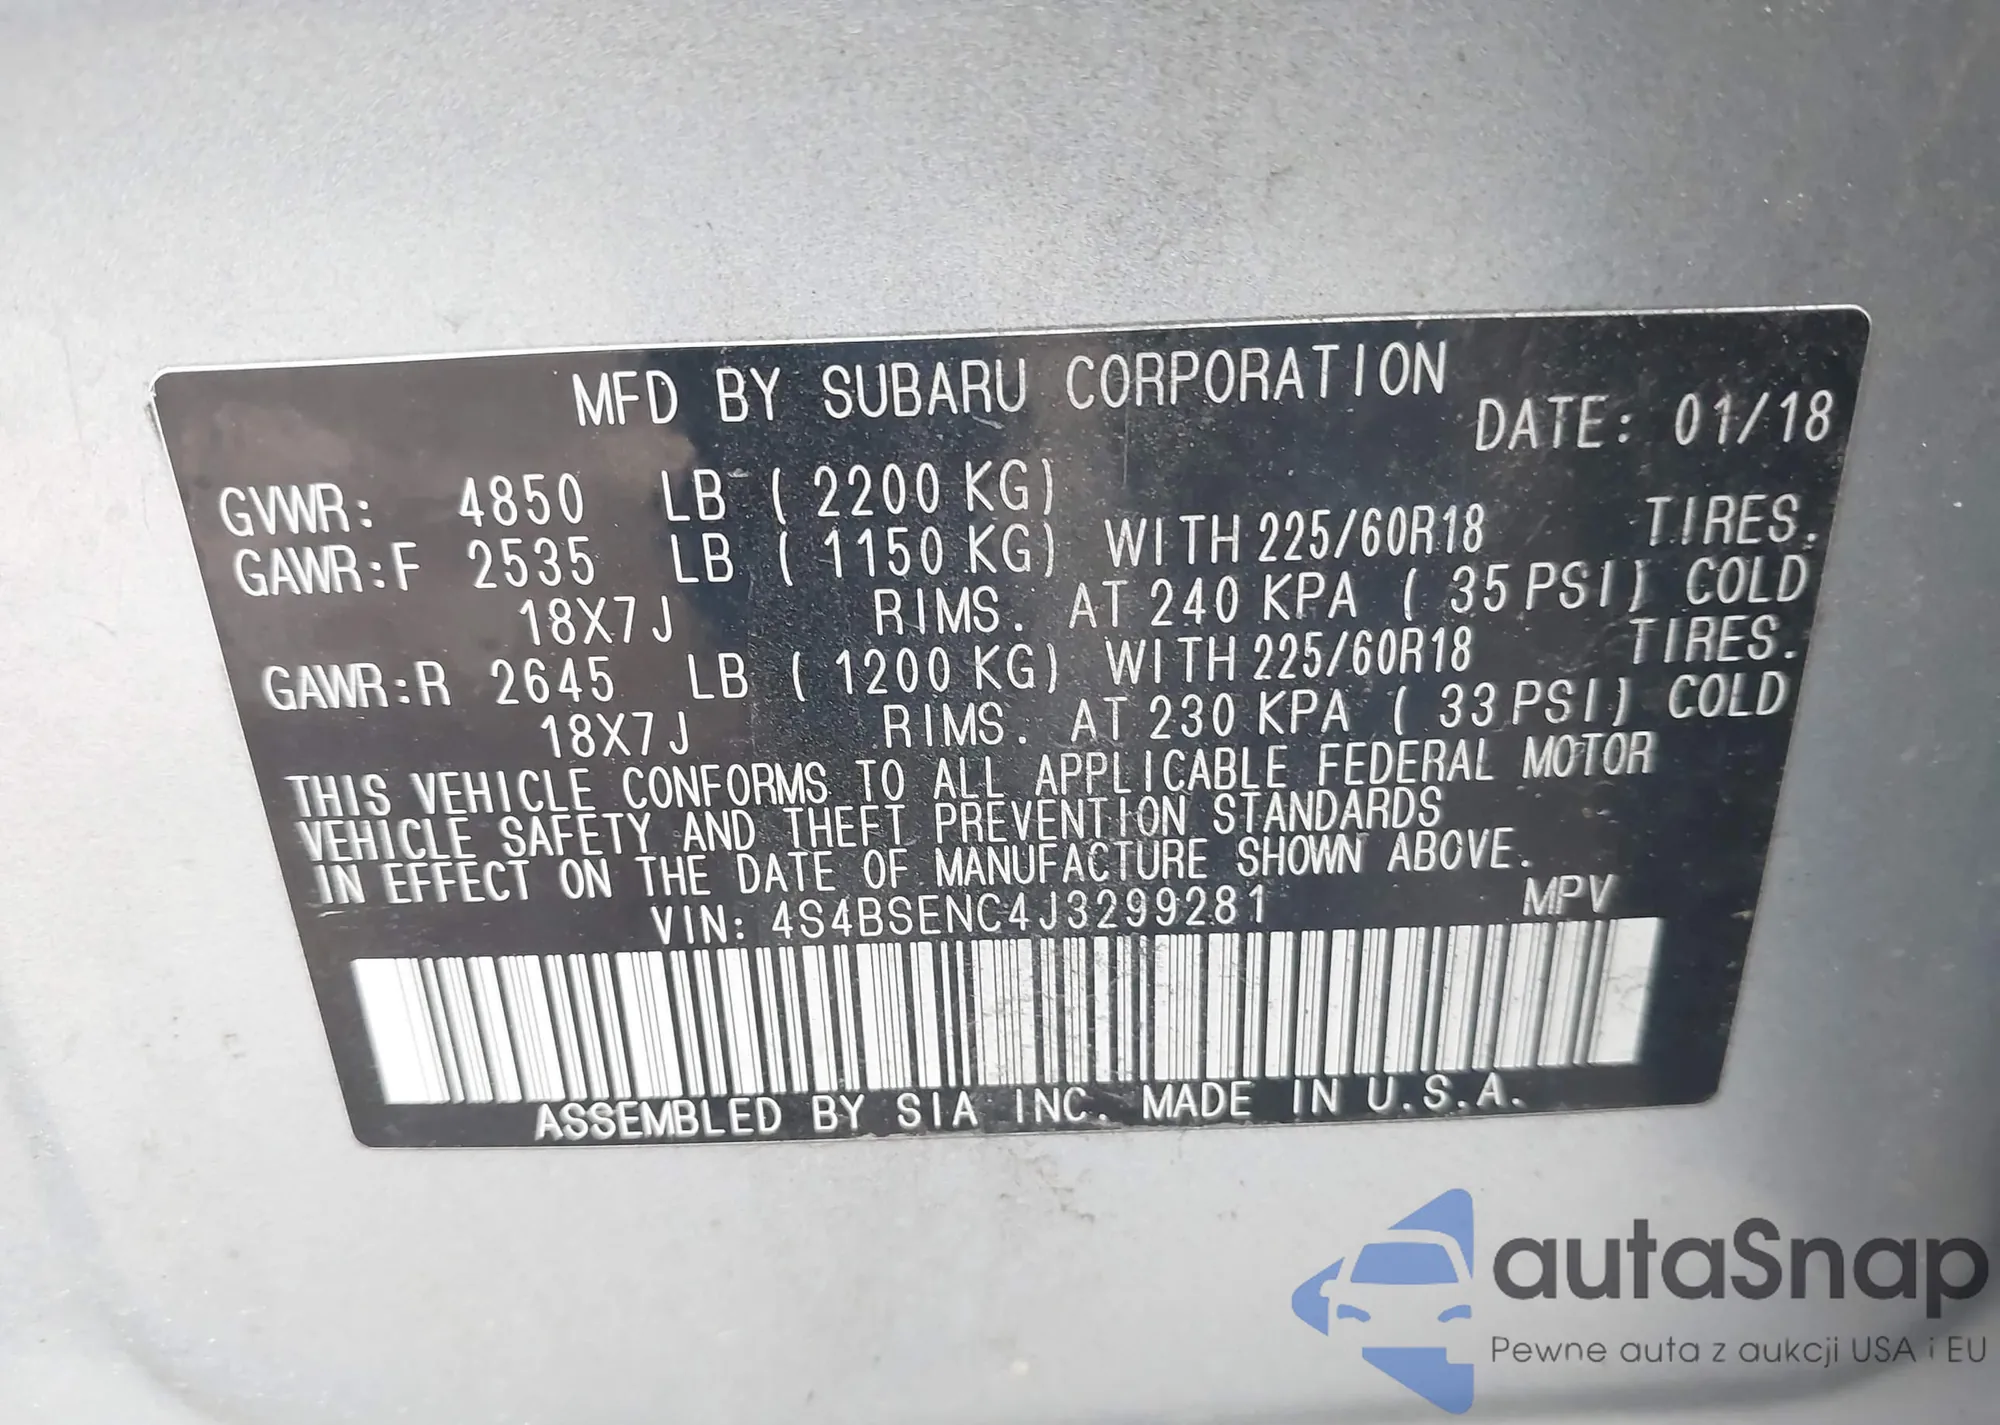 MFD BY SUBARU CORPORATION
DATE: 01/18
GVWR: 4850 LB ( 2200 KG)
GAWR:F 2535 LB ( 1150 KG) WITH 225/60R18 TIRES.
18X7J RIMS. AT 240 KPA ( 35 PSI) COLD
GAWR:R 2645 LB ( 1200 KG) WITH 225/60R18 TIRES.
18X7J RIMS. AT 230 KPA ( 33 PSI) COLD
THIS VEHICLE CONFORMS TO ALL APPLICABLE FEDERAL MOTOR
VEHICLE SAFETY AND THEFT PREVENTION STANDARDS
IN EFFECT ON THE DATE OF MANUFACTURE SHOWN ABOVE.
VIN: 4S4BSENC4J3299281 MPV
ASSEMBLED BY SIA INC. MADE IN U.S.A.
autaSnap
Pewne auta z aukcji USA i EU